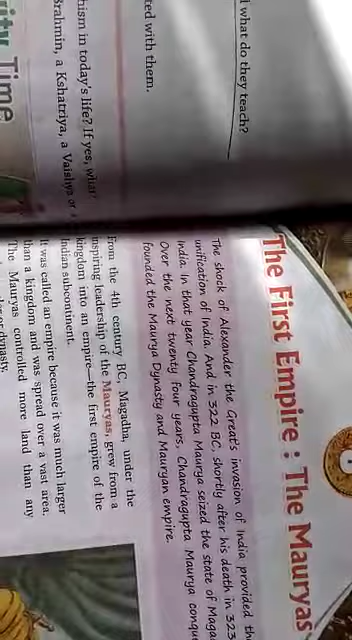 l what do they teach?
ted with them.
hism in today's life? If yes, what
Brahmin, a Kshatriya, a Vaishya or a
rity Time
The First Empire : The Mauryas
The shock of Alexander the Great's invasion of India provided the
unification of India. And in 322 BC, shortly after his death in 323
India. In that year Chandragupta Maurya seized the state of Maga
Over the next twenty four years, Chandragupta Maurya conqu
founded the Maurya Dynasty and Mauryan empire.
From the 4th century BC, Magadha, under the
inspiring leadership of the Mauryas, grew from a
kingdom into an empire—the first empire of the
Indian subcontinent.
It was called an empire because it was much larger
than a kingdom and was spread over a vast area.
The Mauryas controlled more land than any
dynasty.